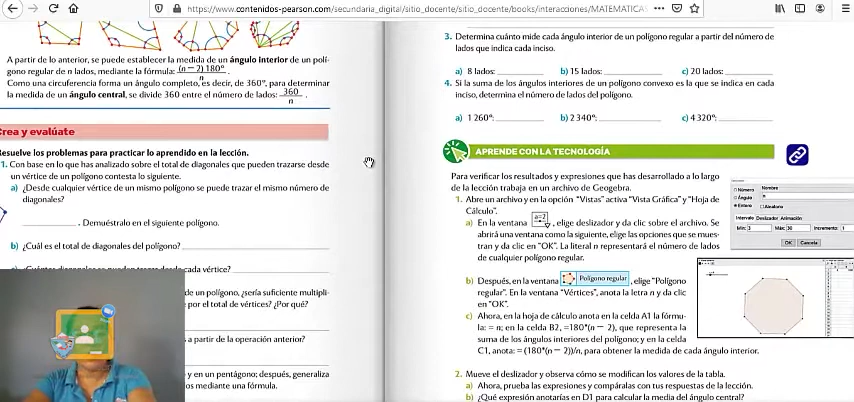 https://www.contenidos-pearson.com/secundaria_digital/sitio_docente/sitio_docente/books/interacciones/MATEMATICAS
A partir de lo anterior, se puede establecer la medida de un ángulo interior de un polí-
gono regular de n lados, mediante la fórmula: (n − 2) 180° / n .
Como una circuferencia forma un ángulo completo, es decir, de 360°, para determinar
la medida de un ángulo central, se divide 360 entre el número de lados: 360 / n .
rea y evalúate
Resuelve los problemas para practicar lo aprendido en la lección.
1. Con base en lo que has analizado sobre el total de diagonales que pueden trazarse desde
un vértice de un polígono contesta lo siguiente.
a) ¿Desde cualquier vértice de un mismo polígono se puede trazar el mismo número de
diagonales?
. Demuéstralo en el siguiente polígono.
b) ¿Cuál es el total de diagonales del polígono?
c) ¿Cuántas diagonales se pueden trazar desde cada vértice?
de un polígono, ¿sería suficiente multipli-
por el total de vértices? ¿Por qué?
a partir de la operación anterior?
y en un pentágono; después, generaliza
os mediante una fórmula.
3. Determina cuánto mide cada ángulo interior de un polígono regular a partir del número de
lados que indica cada inciso.
a) 8 lados: b) 15 lados: c) 20 lados:
4. Si la suma de los ángulos interiores de un polígono convexo es la que se indica en cada
inciso, determina el número de lados del polígono.
a) 1 260°: b) 2 340°: c) 4 320°:
APRENDE CON LA TECNOLOGÍA
Para verificar los resultados y expresiones que has desarrollado a lo largo
de la lección trabaja en un archivo de Geogebra.
1. Abre un archivo y en la opción "Vistas" activa "Vista Gráfica" y "Hoja de
Cálculo".
a) En la ventana a=2 , elige deslizador y da clic sobre el archivo. Se
abrirá una ventana como la siguiente, elige las opciones que se mues-
tran y da clic en "OK". La literal n representará el número de lados
de cualquier polígono regular.
b) Después, en la ventana Polígono regular , elige "Polígono
regular". En la ventana "Vértices", anota la letra n y da clic
en "OK".
c) Ahora, en la hoja de cálculo anota en la celda A1 la fórmu-
la: = n; en la celda B2, =180*(n − 2), que representa la
suma de los ángulos interiores del polígono; y en la celda
C1, anota: = (180*(n − 2))/n, para obtener la medida de cada ángulo interior.
2. Mueve el deslizador y observa cómo se modifican los valores de la tabla.
a) Ahora, prueba las expresiones y compáralas con tus respuestas de la lección.
b) ¿Qué expresión anotarías en D1 para calcular la medida del ángulo central?
Número Nombre
Ángulo n
Entero Aleatorio
Intervalo Deslizador Animación
Mín: 3 Máx: 30 Incremento: 1
OK Cancela